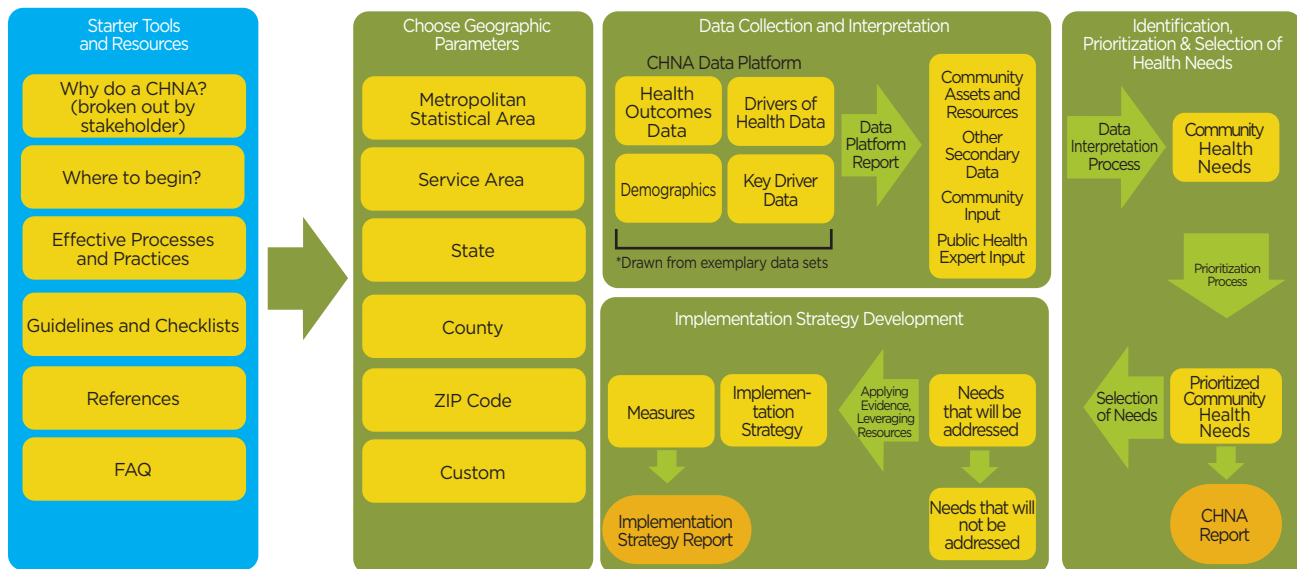 Starter Tools
and Resources
Why do a CHNA?
(broken out by
stakeholder)
Where to begin?
Effective Processes
and Practices
Guidelines and Checklists
References
FAQ
Choose Geographic
Parameters
Metropolitan
Statistical Area
Service Area
State
County
ZIP Code
Custom
Data Collection and Interpretation
CHNA Data Platform
Health
Outcomes
Data
Drivers of
Health Data
Demographics
Key Driver
Data
*Drawn from exemplary data sets
Data
Platform
Report
Community
Assets and
Resources
Other
Secondary
Data
Community
Input
Public Health
Expert Input
Identification,
Prioritization & Selection of
Health Needs
Data
Interpretation
Process
Community
Health
Needs
Prioritization
Process
Prioritized
Community
Health
Needs
CHNA
Report
Selection
of Needs
Implementation Strategy Development
Needs
that will be
addressed
Needs that will
not be
addressed
Applying
Evidence,
Leveraging
Resources
Implemen-
tation
Strategy
Measures
Implementation
Strategy Report